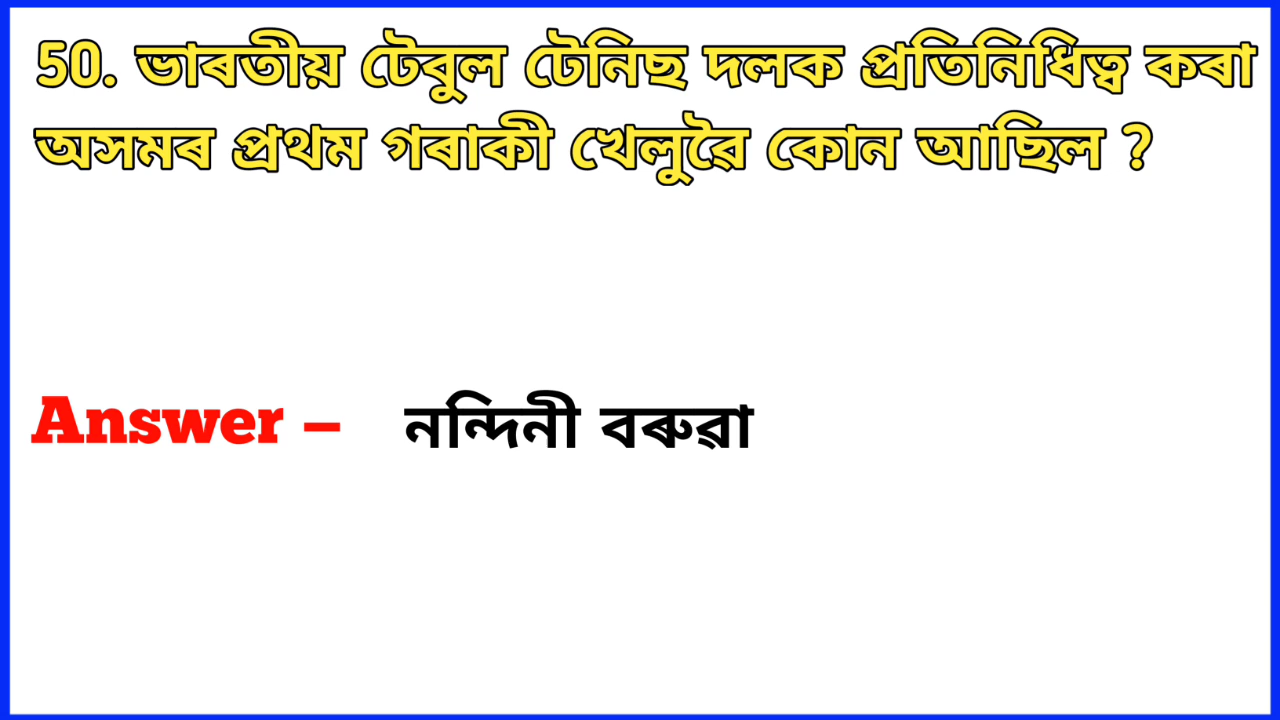 50. ভাৰতীয় টেবুল টেনিছ দলক প্ৰতিনিধিত্ব কৰা
অসমৰ প্ৰথম গৰাকী খেলুৱৈ কোন আছিল ?
Answer – নন্দিনী বৰুৱা